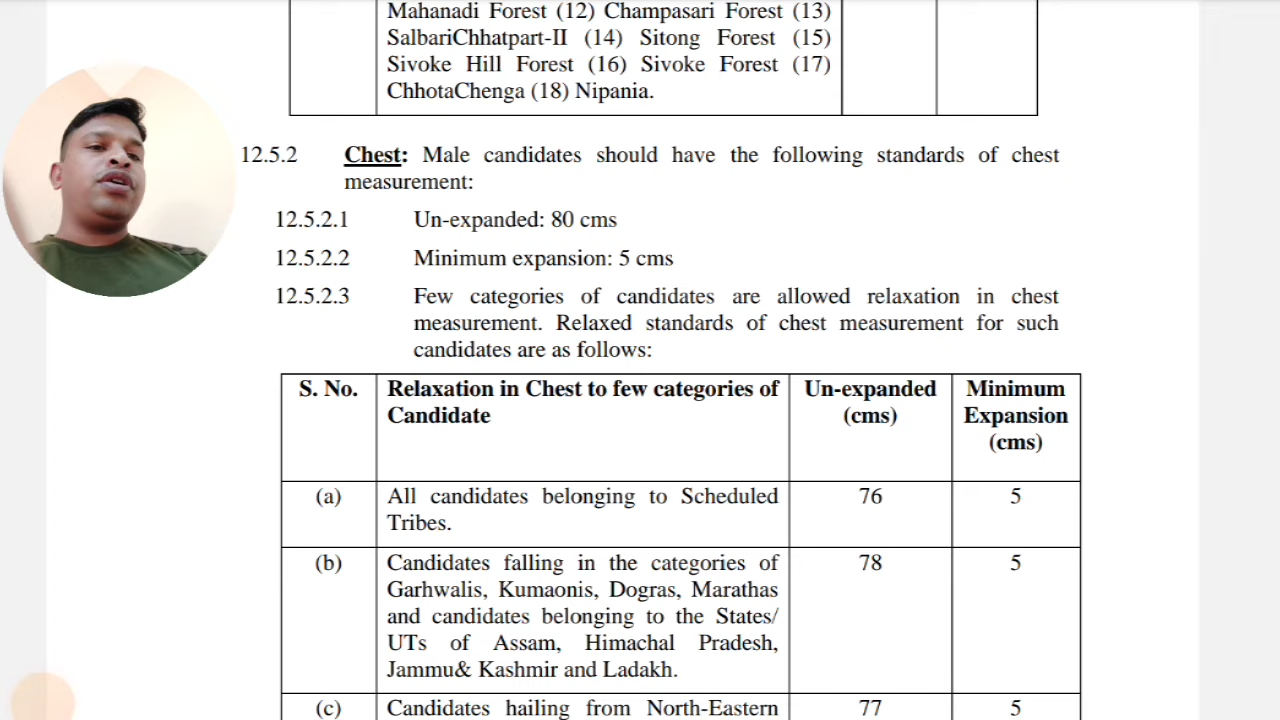 Mahanadi Forest (12) Champasari Forest (13)
SalbariChhatpart-II (14) Sitong Forest (15)
Sivoke Hill Forest (16) Sivoke Forest (17)
ChhotaChenga (18) Nipania.
12.5.2 Chest: Male candidates should have the following standards of chest
measurement:
12.5.2.1 Un-expanded: 80 cms
12.5.2.2 Minimum expansion: 5 cms
12.5.2.3 Few categories of candidates are allowed relaxation in chest
measurement. Relaxed standards of chest measurement for such
candidates are as follows:
S. No. Relaxation in Chest to few categories of Un-expanded Minimum
Candidate (cms) Expansion
(cms)
(a) All candidates belonging to Scheduled 76 5
Tribes.
(b) Candidates falling in the categories of 78 5
Garhwalis, Kumaonis, Dogras, Marathas
and candidates belonging to the States/
UTs of Assam, Himachal Pradesh,
Jammu& Kashmir and Ladakh.
(c) Candidates hailing from North-Eastern 77 5